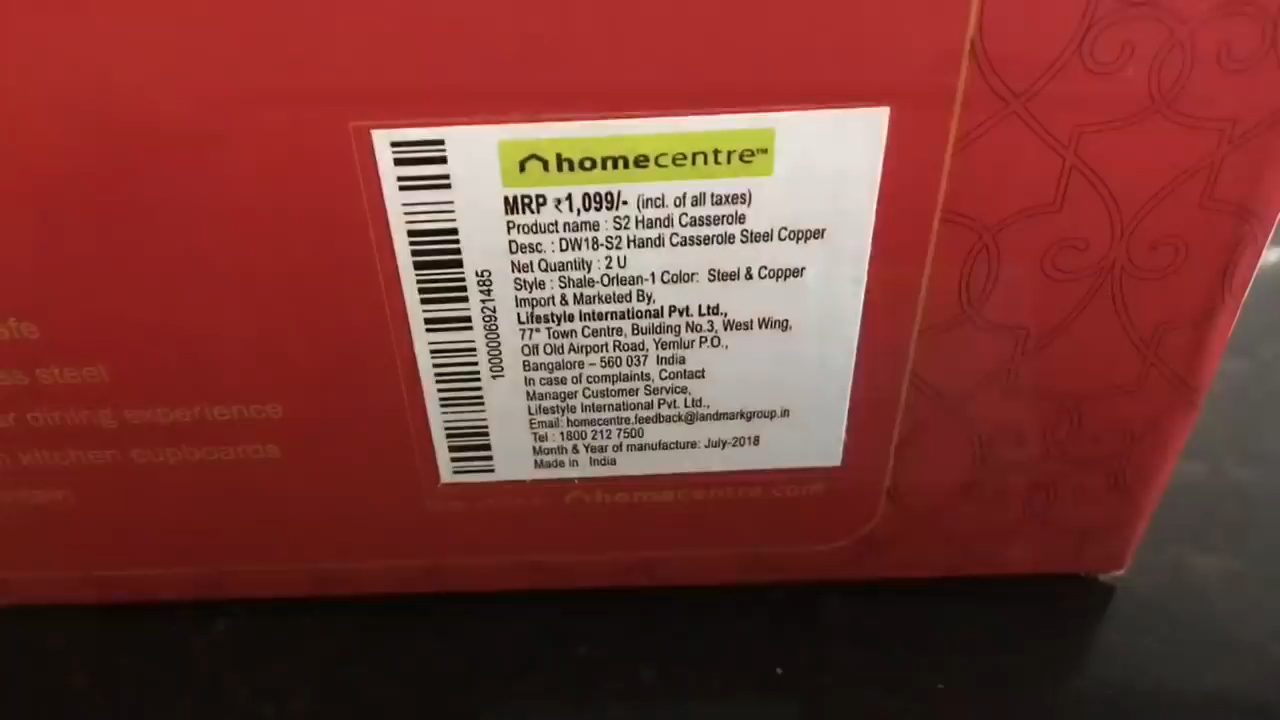 homecentre™
MRP ₹1,099/- (incl. of all taxes)
Product name : S2 Handi Casserole
Desc. : DW18-S2 Handi Casserole Steel Copper
Net Quantity : 2 U
Style : Shale-Orlean-1 Color: Steel & Copper
Import & Marketed By,
Lifestyle International Pvt. Ltd.,
77° Town Centre, Building No.3, West Wing,
Off Old Airport Road, Yemlur P.O.,
Bangalore – 560 037 India
In case of complaints, Contact
Manager Customer Service,
Lifestyle International Pvt. Ltd.,
Email: homecentre.feedback@landmarkgroup.in
Tel : 1800 212 7500
Month & Year of manufacture: July-2018
Made in India
1000006921485
steel
dining experience
kitchen cupboards
homecentre.com